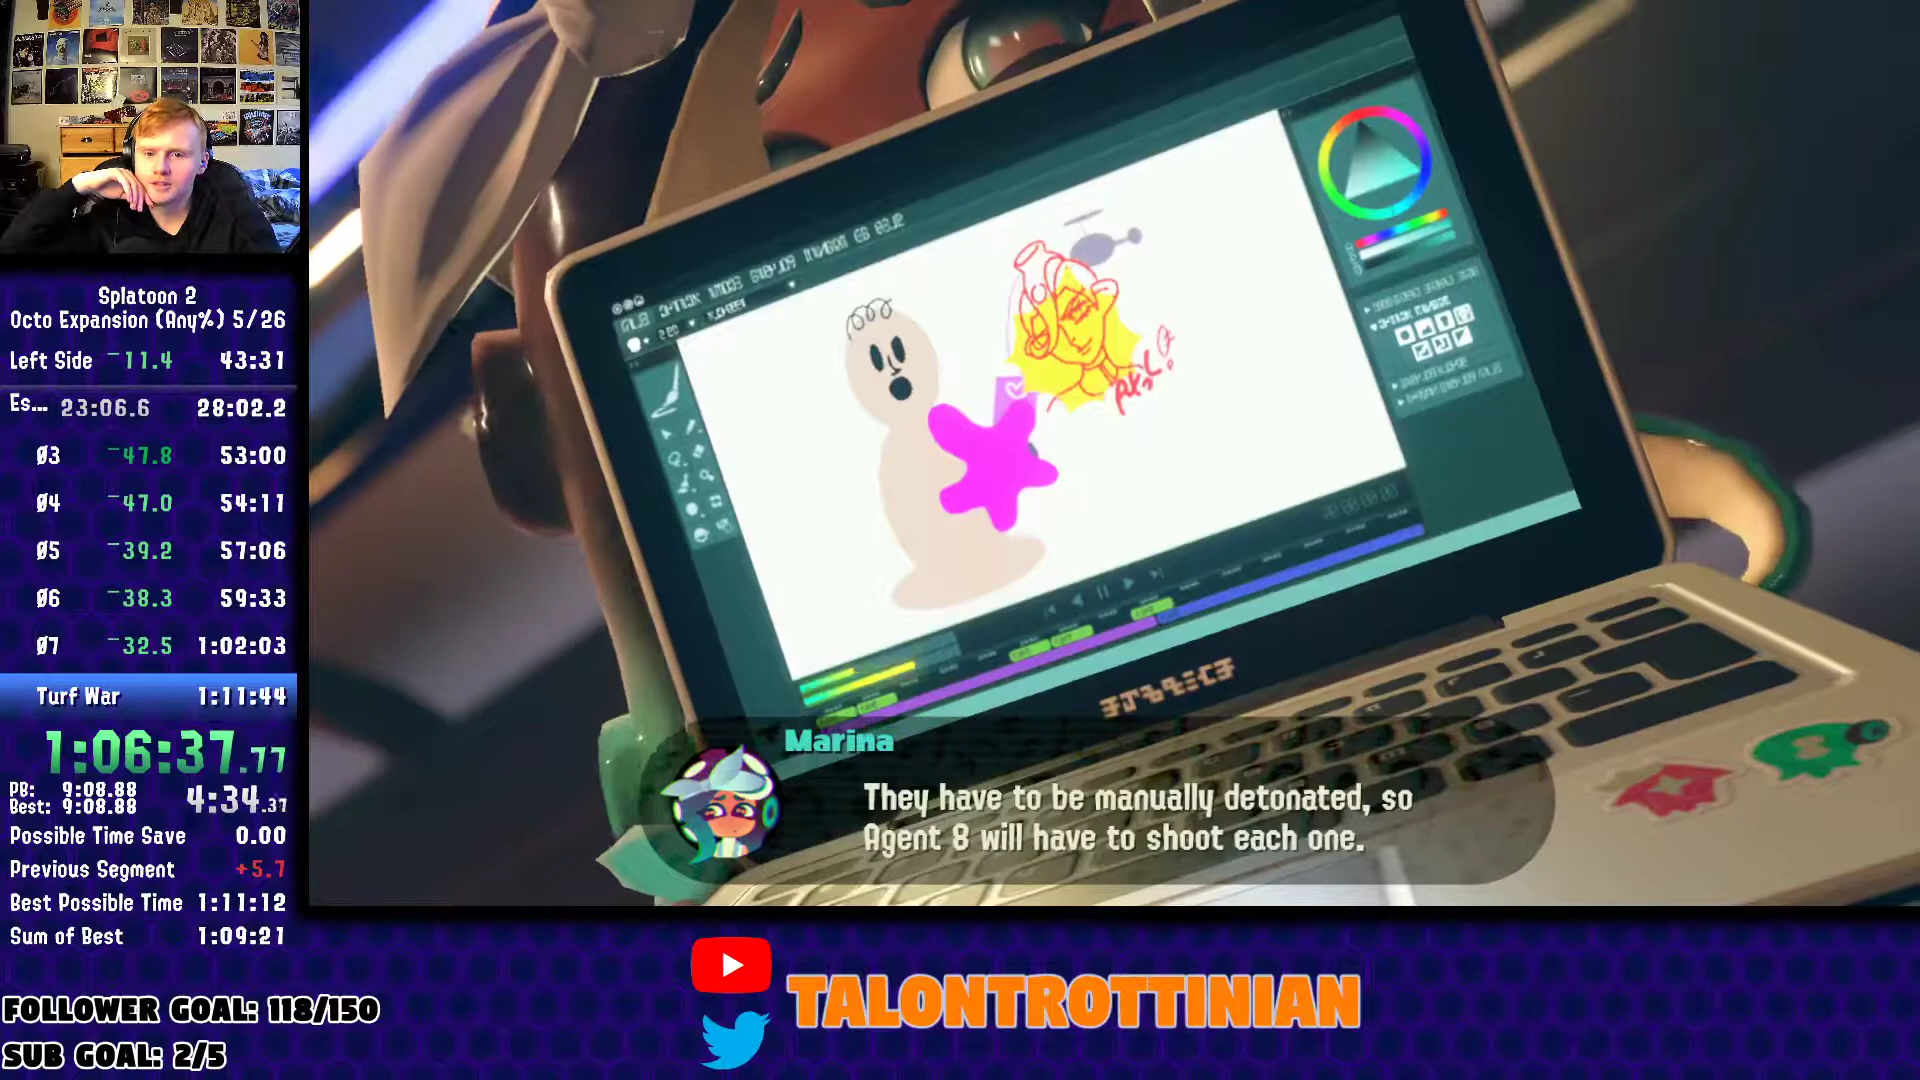 Splatoon 2
Octo Expansion (Any%) 5/26
Left Side -11.4 43:31
Es... 23:06.6 28:02.2
Ø3 -47.8 53:00
Ø4 -47.0 54:11
Ø5 -39.2 57:06
Ø6 -38.3 59:33
Ø7 -32.5 1:02:03
Turf War 1:11:44
1:06:37.77
PB: 9:08.88
Best: 9:08.88
4:34.37
Possible Time Save 0.00
Previous Segment +5.7
Best Possible Time 1:11:12
Sum of Best 1:09:21
FOLLOWER GOAL: 118/150
SUB GOAL: 2/5
Marina
They have to be manually detonated, so
Agent 8 will have to shoot each one.
TALONTROTTINIAN